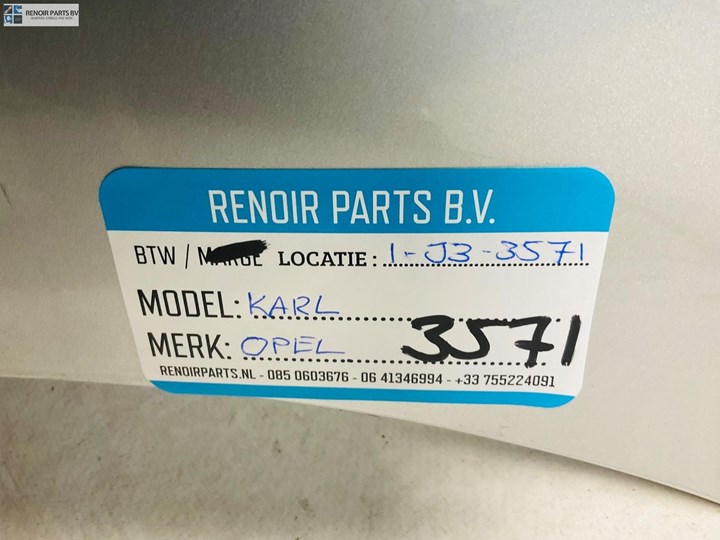 RENOIR PARTS BV
RENOIR PARTS B.V.
BTW / MARGE LOCATIE: 1-J3-3571
MODEL: KARL
MERK: OPEL 3571
RENOIRPARTS.NL - 085 0603676 - 06 41346994 - +33 755224091